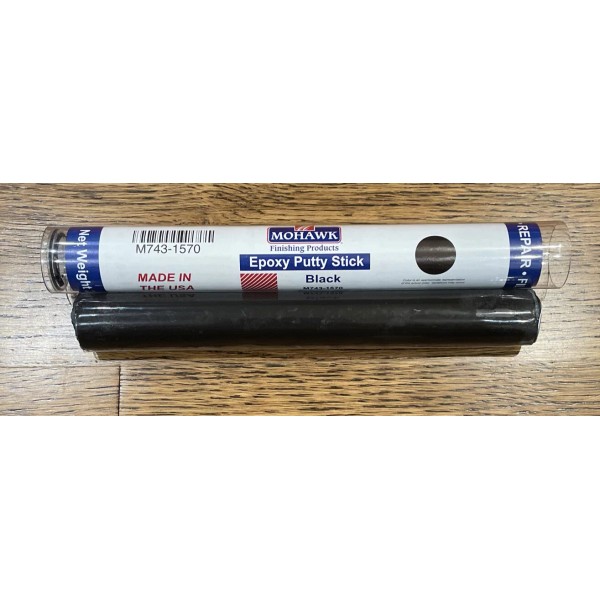 Net Weight
M743-1570
MADE IN
THE USA
MOHAWK
Finishing Products
Epoxy Putty Stick
Black
M743-1570
REPAIR • F